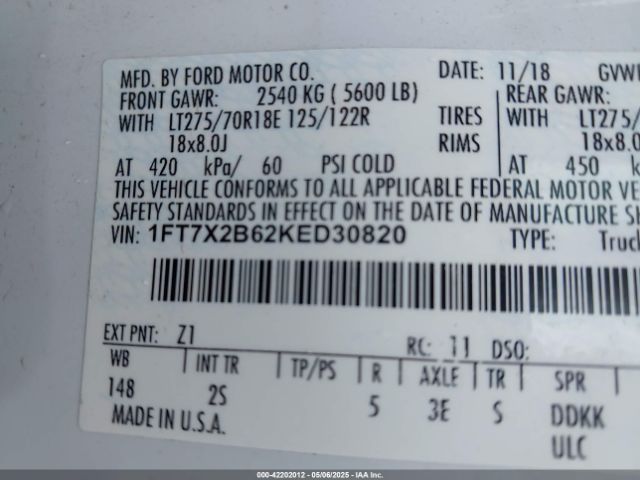 MFD. BY FORD MOTOR CO. DATE: 11/18 GVW
FRONT GAWR: 2540 KG ( 5600 LB) REAR GAWR:
WITH LT275/70R18E 125/122R TIRES WITH LT275/
18x8.0J RIMS 18x8.0
AT 420 kPa/ 60 PSI COLD AT 450 k
THIS VEHICLE CONFORMS TO ALL APPLICABLE FEDERAL MOTOR VE
SAFETY STANDARDS IN EFFECT ON THE DATE OF MANUFACTURE S
VIN: 1FT7X2B62KED30820 TYPE: Truc
EXT PNT: Z1 RC: 11 DSO:
WB INT TR TP/PS R AXLE TR SPR
148 2S 5 3E S DDKK
MADE IN U.S.A. ULC
000-42202012 - 05/06/2025 - Copyright IAA, Inc.